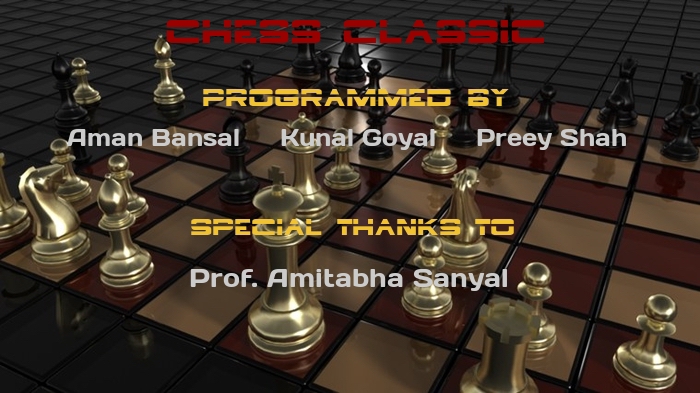 Chess Classic
Programmed By
Aman Bansal Kunal Goyal Preey Shah
Special Thanks To
Prof. Amitabha Sanyal